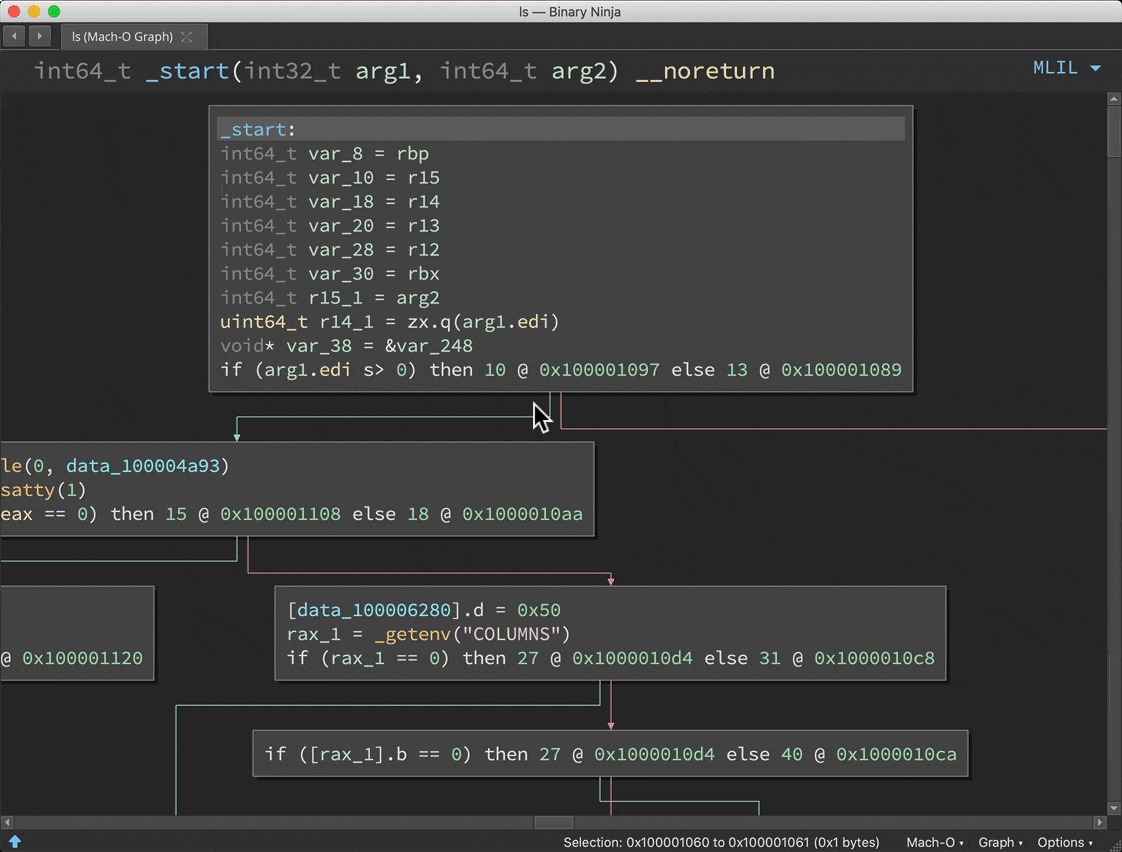 ls — Binary Ninja
ls (Mach-O Graph)
int64_t _start(int32_t arg1, int64_t arg2) __noreturn
MLIL
_start:
int64_t var_8 = rbp
int64_t var_10 = r15
int64_t var_18 = r14
int64_t var_20 = r13
int64_t var_28 = r12
int64_t var_30 = rbx
int64_t r15_1 = arg2
uint64_t r14_1 = zx.q(arg1.edi)
void* var_38 = &var_248
if (arg1.edi s> 0) then 10 @ 0x100001097 else 13 @ 0x100001089
le(0, data_100004a93)
satty(1)
eax == 0) then 15 @ 0x100001108 else 18 @ 0x1000010aa
[data_100006280].d = 0x50
rax_1 = _getenv("COLUMNS")
@ 0x100001120
if (rax_1 == 0) then 27 @ 0x1000010d4 else 31 @ 0x1000010c8
if ([rax_1].b == 0) then 27 @ 0x1000010d4 else 40 @ 0x1000010ca
Selection: 0x100001060 to 0x100001061 (0x1 bytes)
Mach-O
Graph
Options